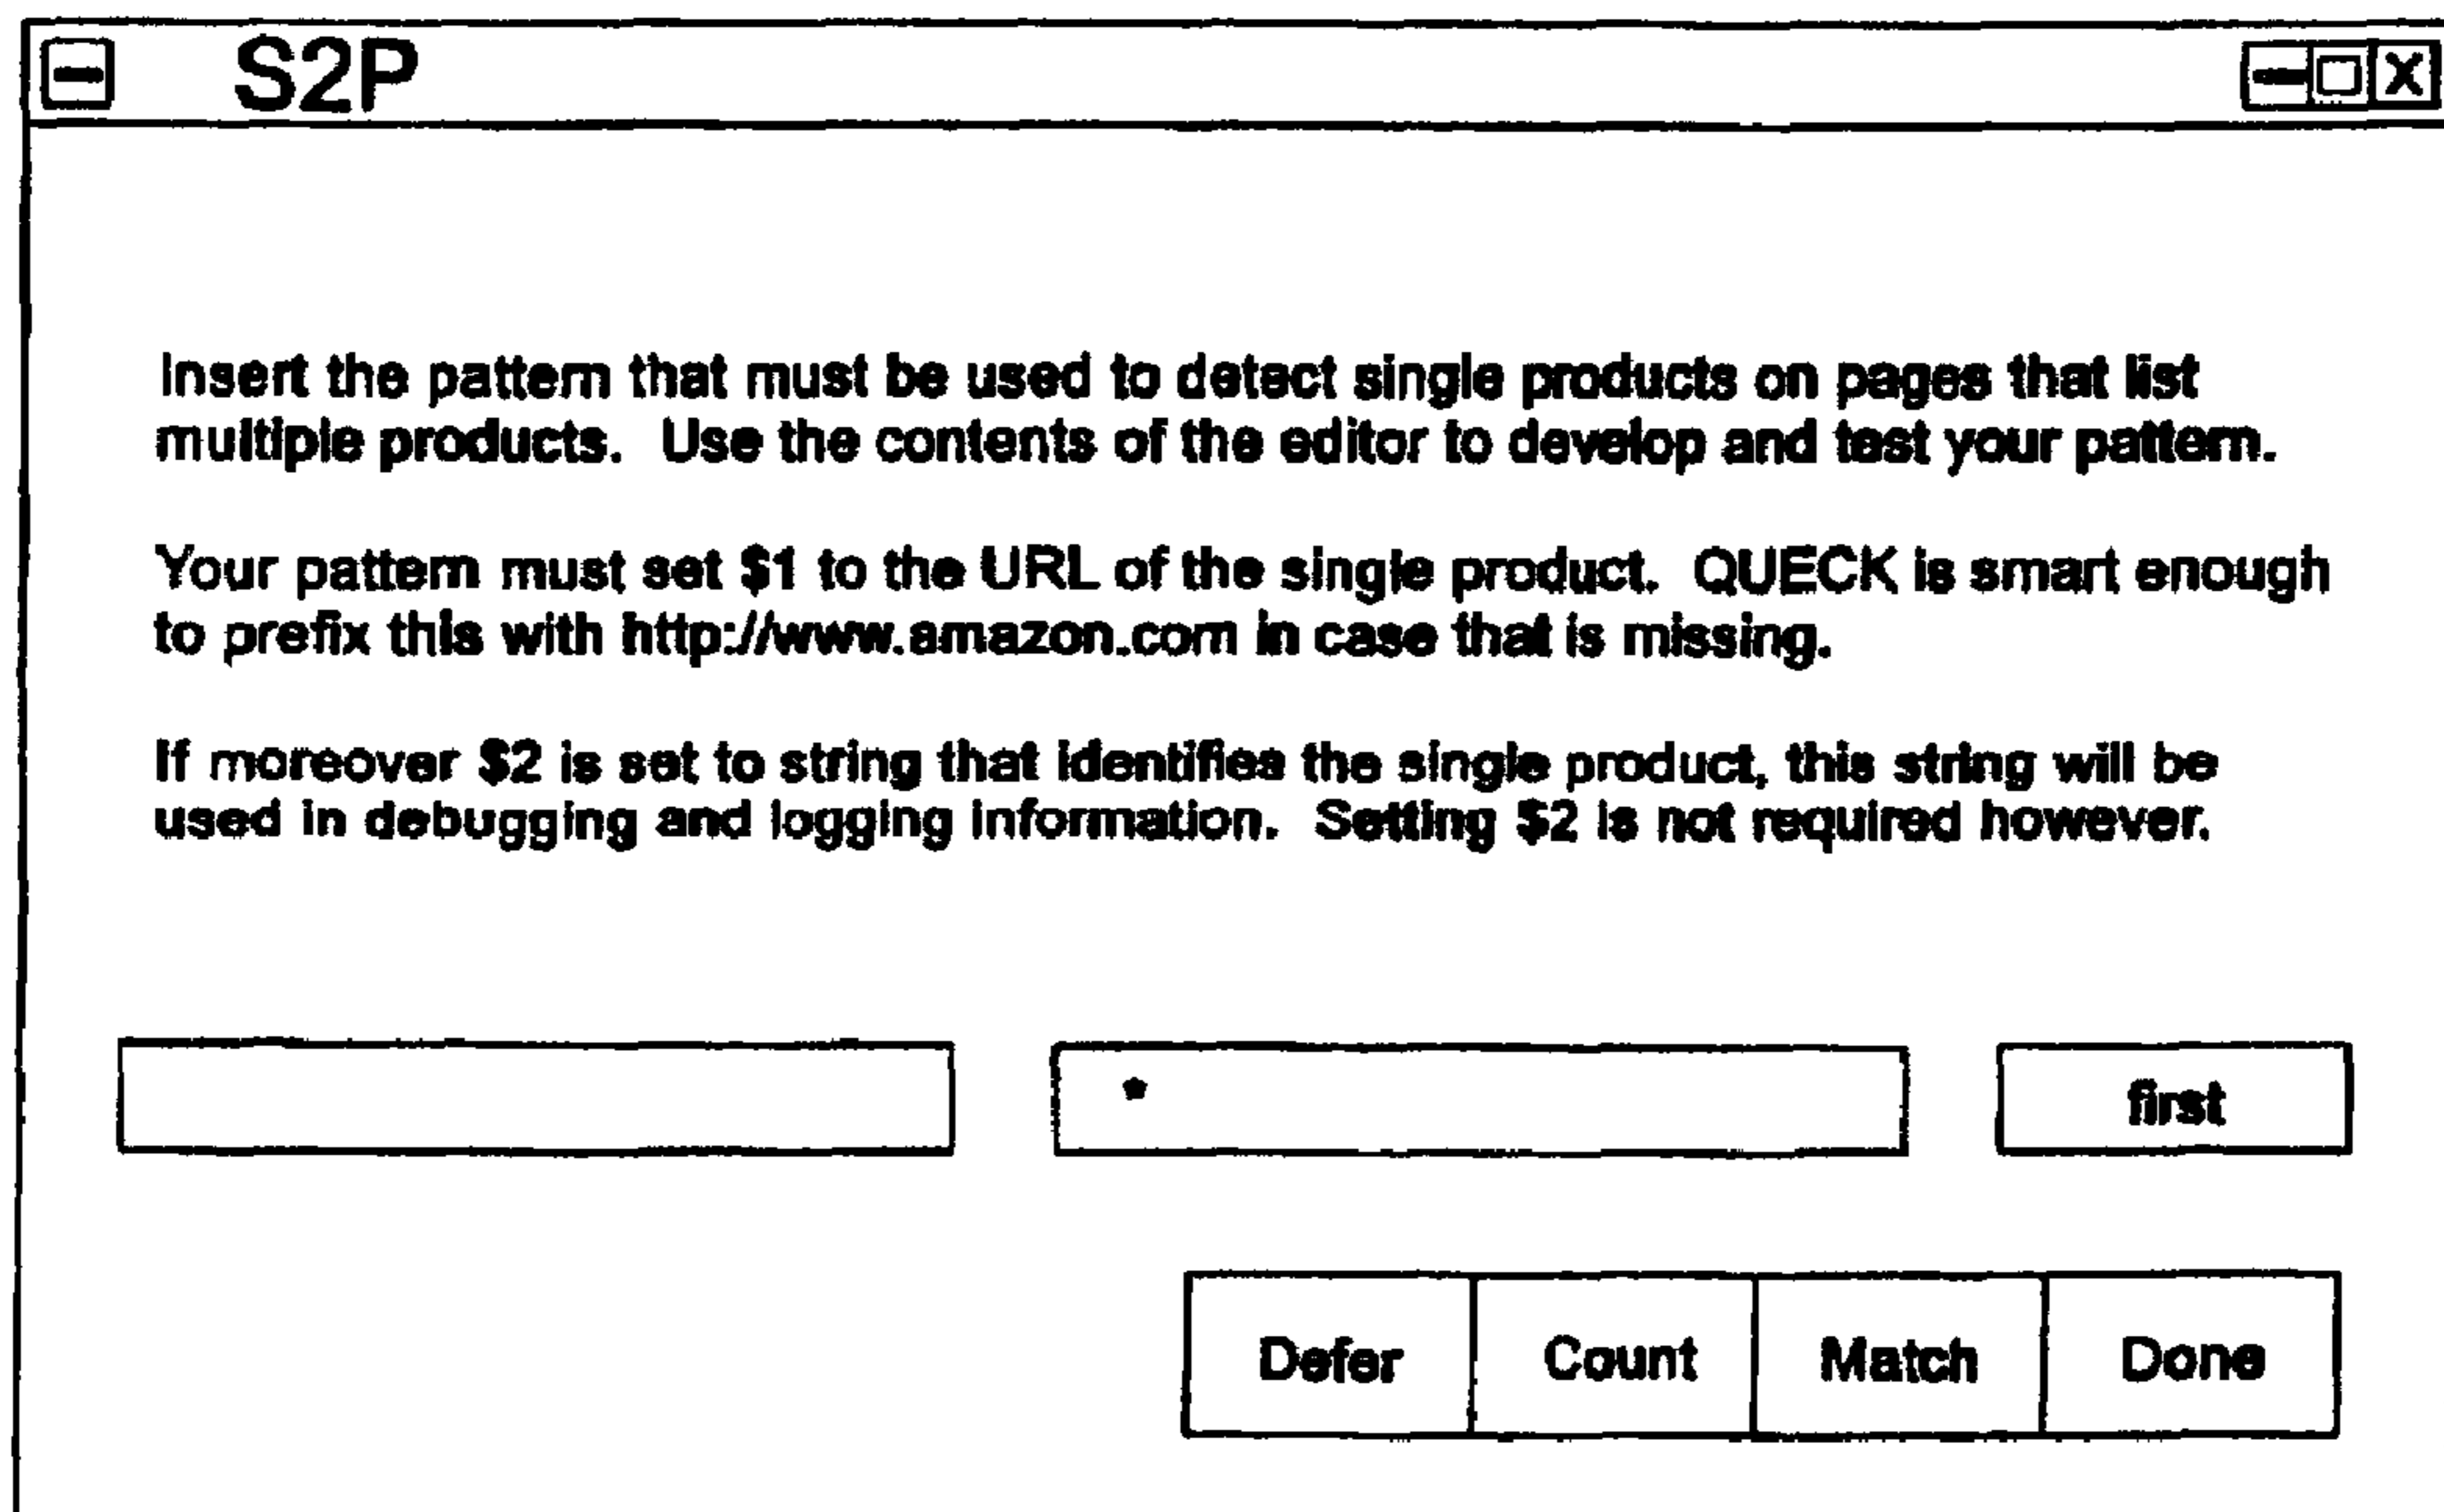 S2P
Insert the pattern that must be used to detect single products on pages that list
multiple products. Use the contents of the editor to develop and test your pattern.
Your pattern must set $1 to the URL of the single product. QUECK is smart enough
to prefix this with http://www.amazon.com in case that is missing.
If moreover $2 is set to string that identifies the single product, this string will be
used in debugging and logging information. Setting $2 is not required however.
* first
Defer Count Match Done